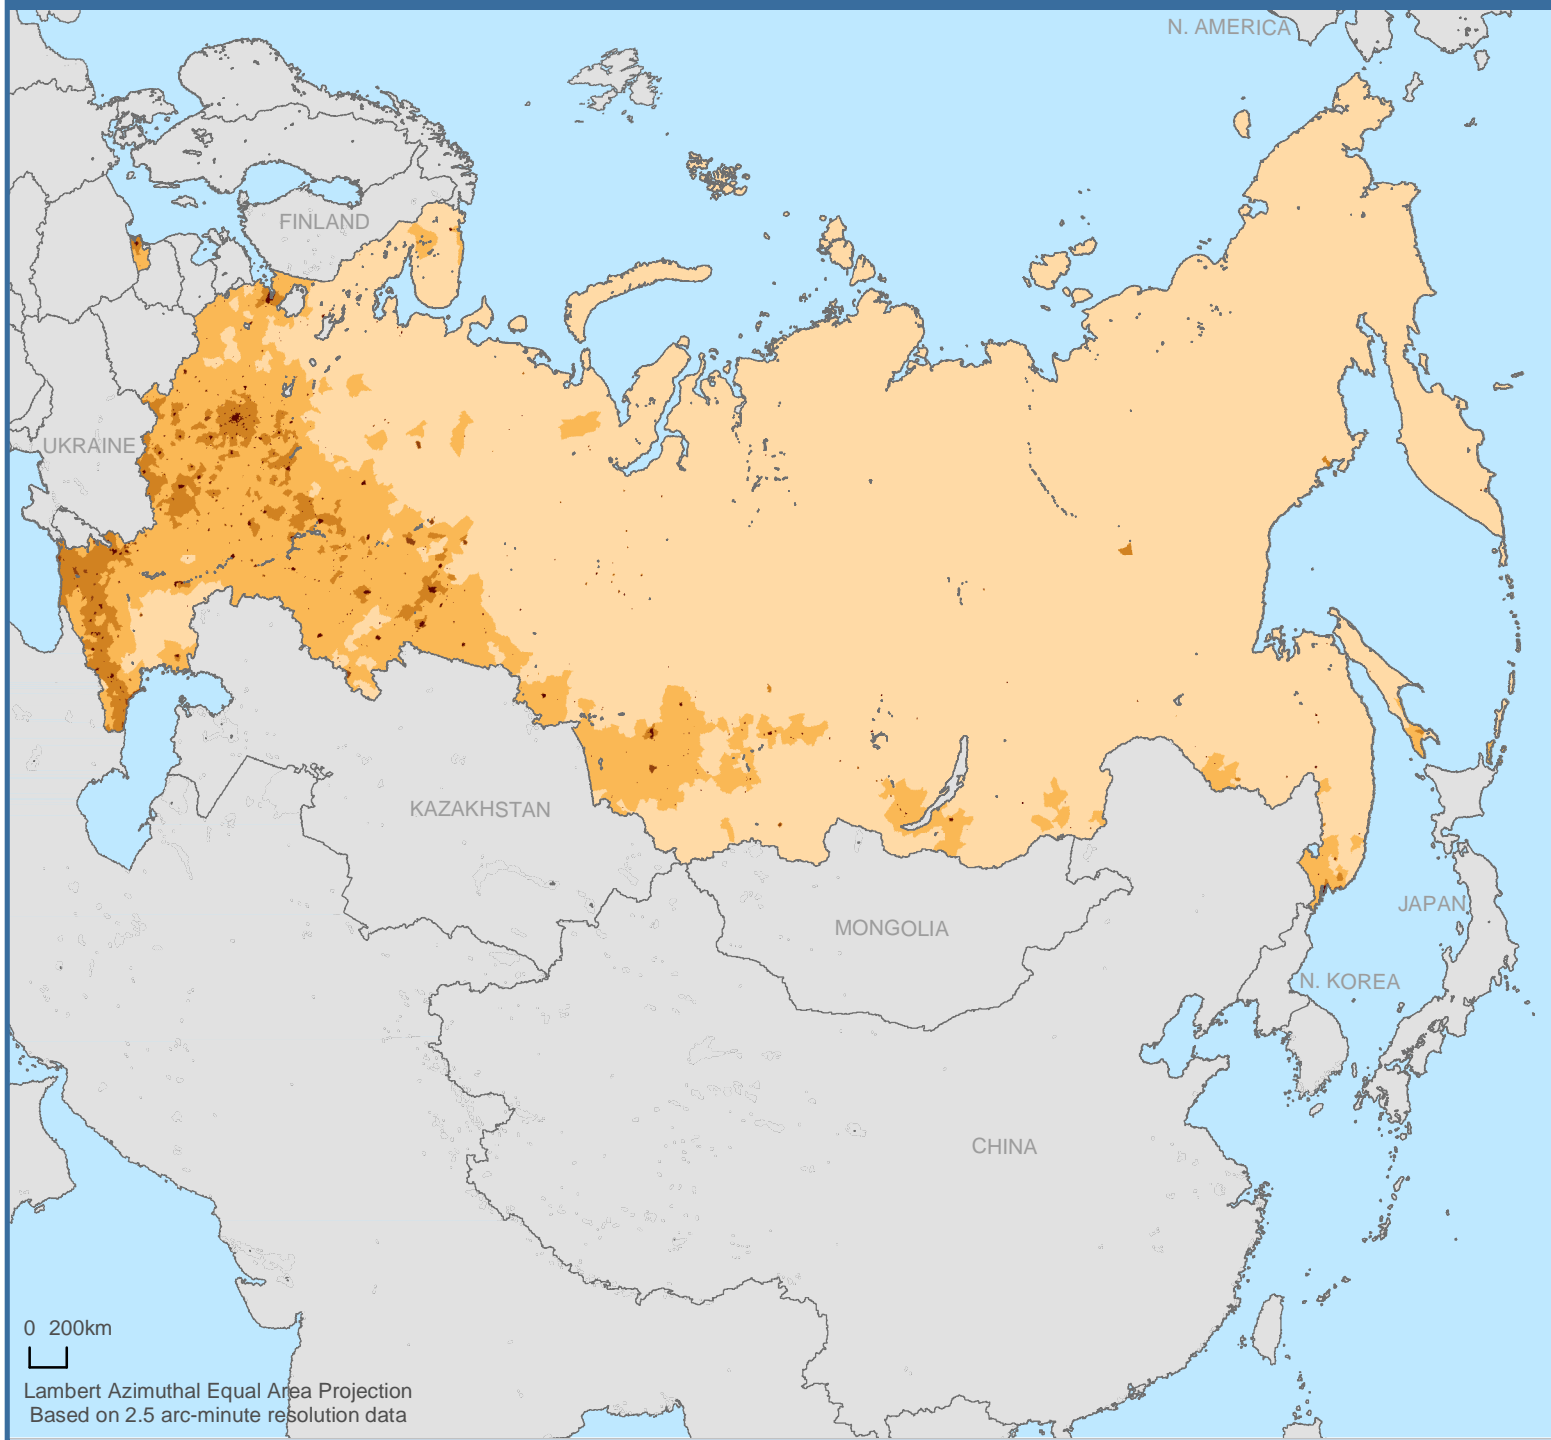 N. AMERICA
FINLAND
UKRAINE
KAZAKHSTAN
MONGOLIA
JAPAN
N. KOREA
CHINA
0 200km
Lambert Azimuthal Equal Area Projection
Based on 2.5 arc-minute resolution data